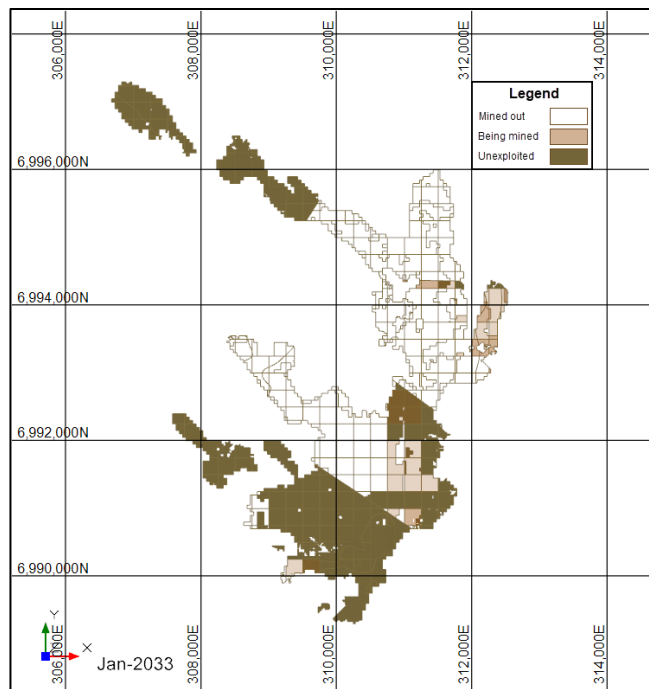 306,000E
308,000E
310,000E
312,000E
314,000E
Legend
Mined out
Being mined
Unexploited
6,996,000N
6,994,000N
6,992,000N
6,990,000N
306,000E
308,000E
310,000E
312,000E
314,000E
Y
X
Jan-2033